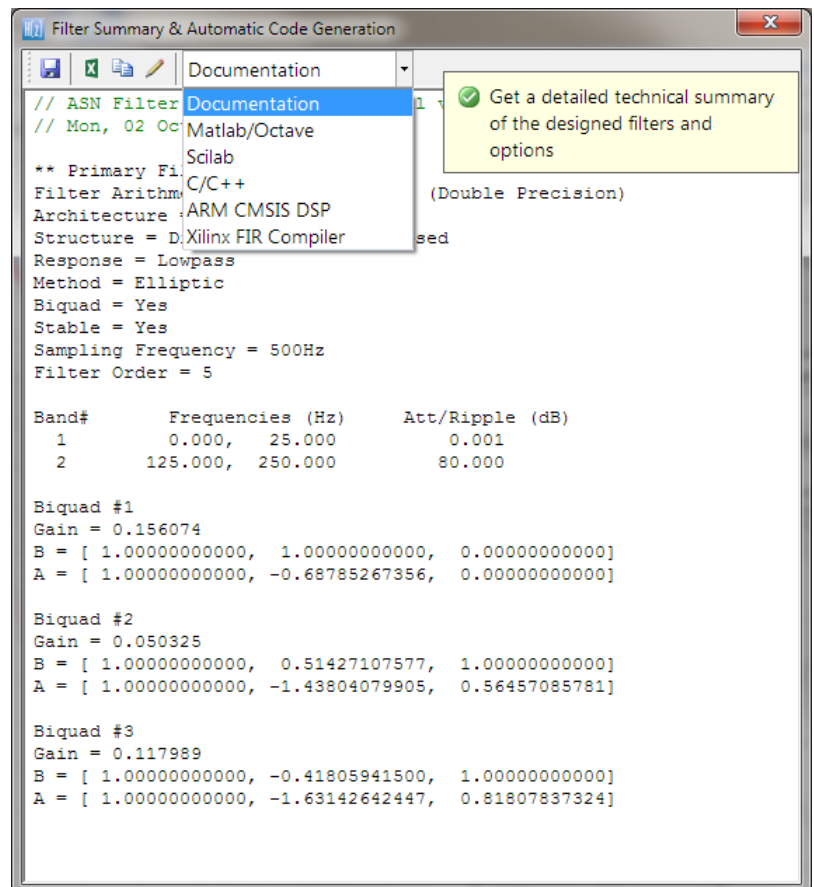 Filter Summary & Automatic Code Generation
Documentation
Get a detailed technical summary
of the designed filters and
options
Documentation
Matlab/Octave
Scilab
C/C++
ARM CMSIS DSP
Xilinx FIR Compiler
// ASN Filter
// Mon, 02
** Primary
Filter (Double Precision)
Architecture
Structure =
Response = Lowpass
Method = Elliptic
Biquad = Yes
Stable = Yes
Sampling Frequency = 500Hz
Filter Order = 5
Band# Frequencies (Hz) Att/Ripple (dB)
1 0.000, 25.000 0.001
2 125.000, 250.000 80.000
Biquad #1
Gain = 0.156074
B = [ 1.00000000000, 1.00000000000, 0.00000000000]
A = [ 1.00000000000, -0.68785267356, 0.00000000000]
Biquad #2
Gain = 0.050325
B = [ 1.00000000000, 0.51427107577, 1.00000000000]
A = [ 1.00000000000, -1.43804079905, 0.56457085781]
Biquad #3
Gain = 0.117989
B = [ 1.00000000000, -0.41805941500, 1.00000000000]
A = [ 1.00000000000, -1.63142642447, 0.81807837324]